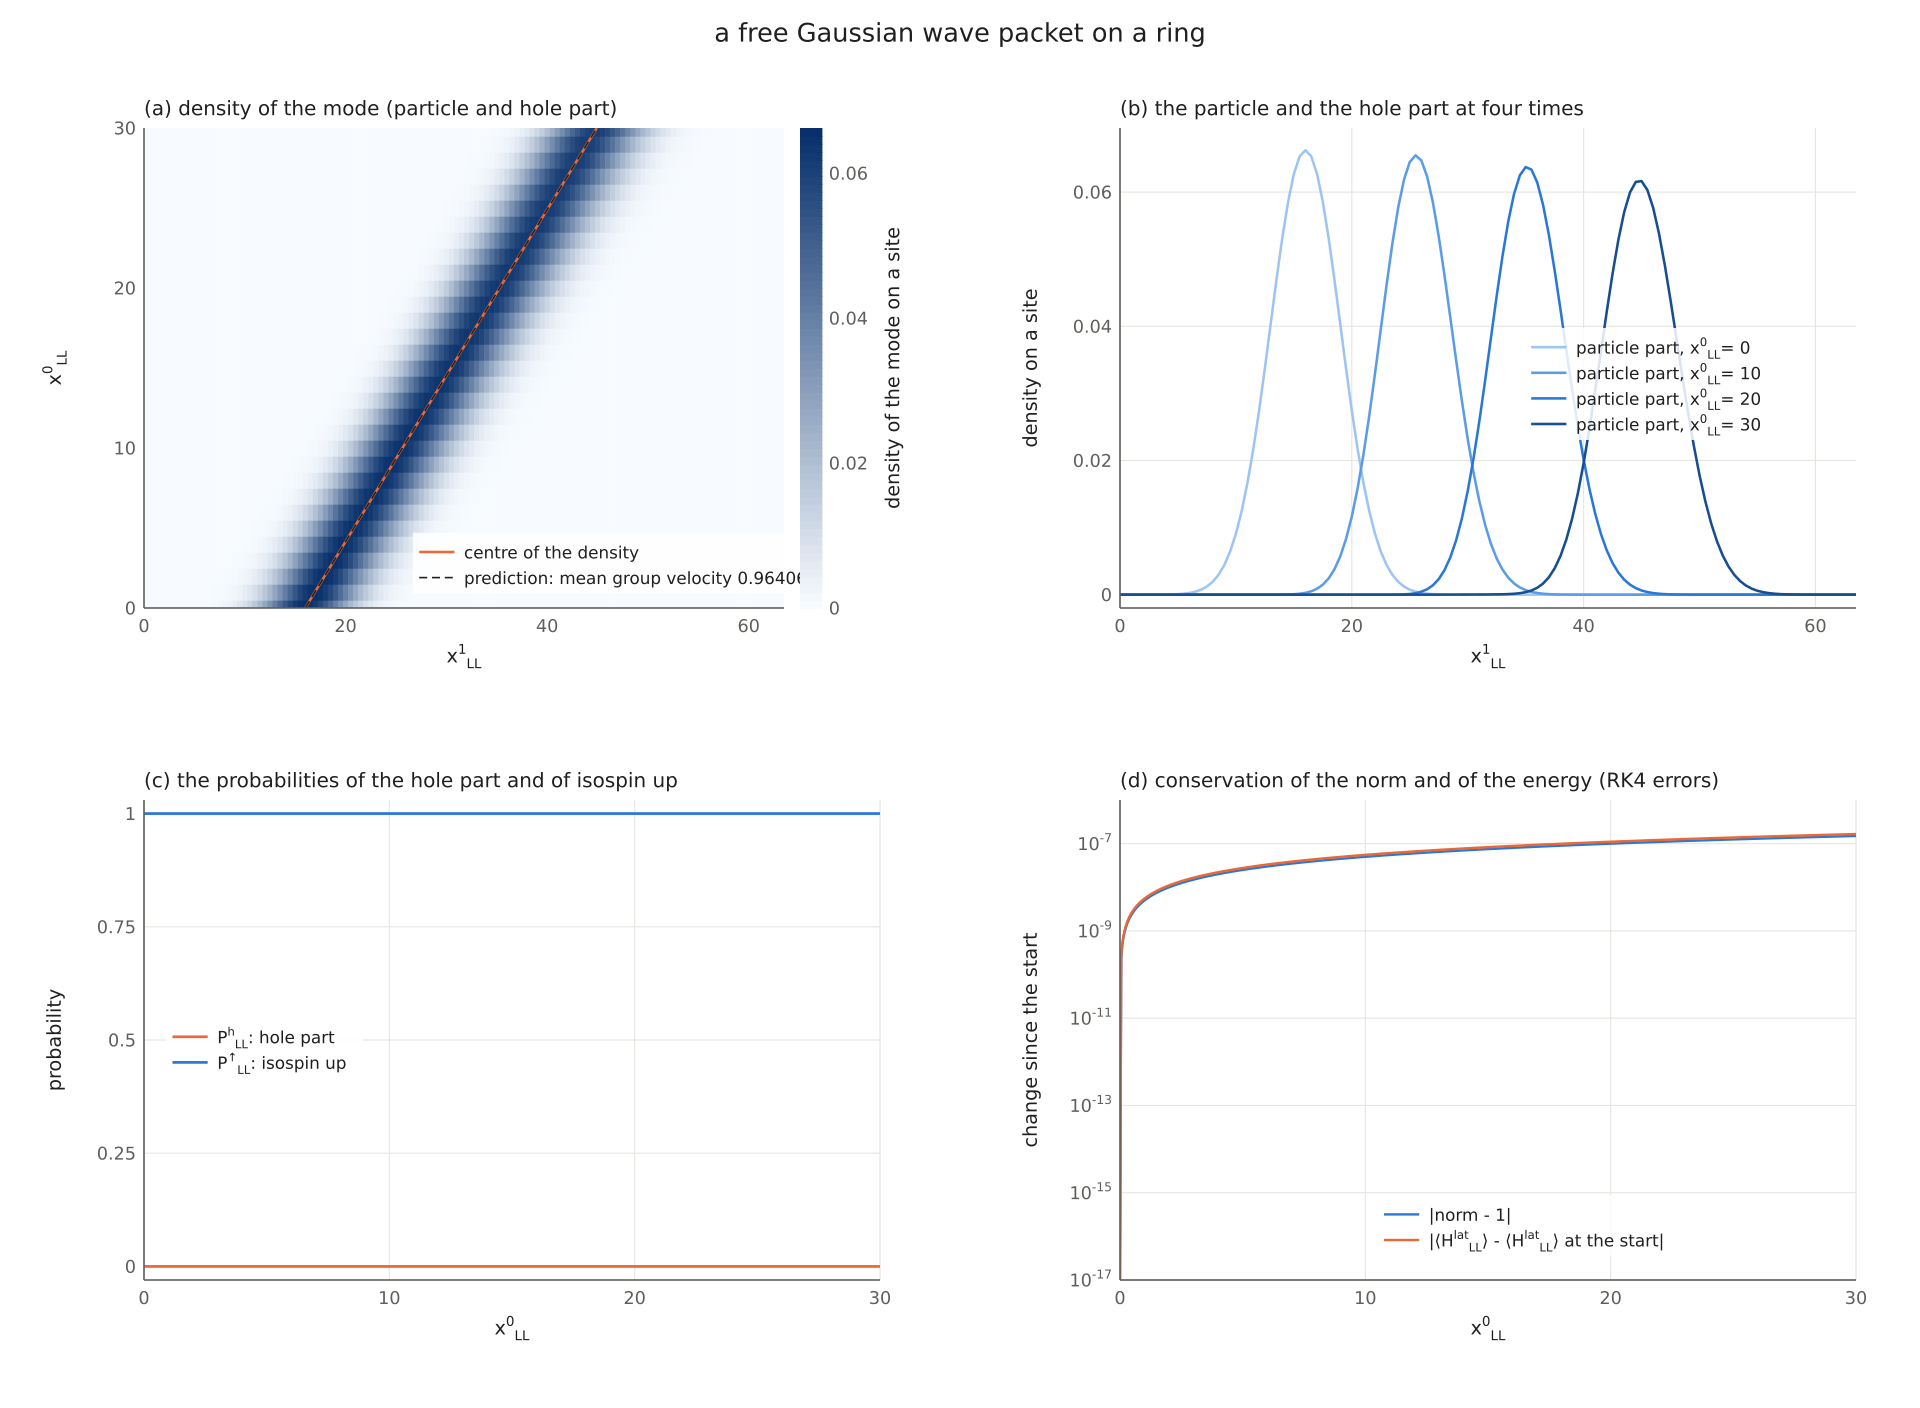 a free Gaussian wave packet on a ring
(a) density of the mode (particle and hole part)
30
20
10
0
x⁰LL
0 20 40 60
x¹LL
centre of the density
prediction: mean group velocity 0.96406
0.06
0.04
0.02
0
density of the mode on a site
(b) the particle and the hole part at four times
0.06
0.04
0.02
0
density on a site
0 20 40 60
x¹LL
particle part, x⁰LL= 0
particle part, x⁰LL= 10
particle part, x⁰LL= 20
particle part, x⁰LL= 30
(c) the probabilities of the hole part and of isospin up
1
0.75
0.5
0.25
0
probability
PʰLL: hole part
P↑LL: isospin up
0 10 20 30
x⁰LL
(d) conservation of the norm and of the energy (RK4 errors)
10⁻⁷
10⁻⁹
10⁻¹¹
10⁻¹³
10⁻¹⁵
10⁻¹⁷
change since the start
|norm - 1|
|⟨HˡᵃᵗLL⟩ - ⟨HˡᵃᵗLL⟩ at the start|
0 10 20 30
x⁰LL